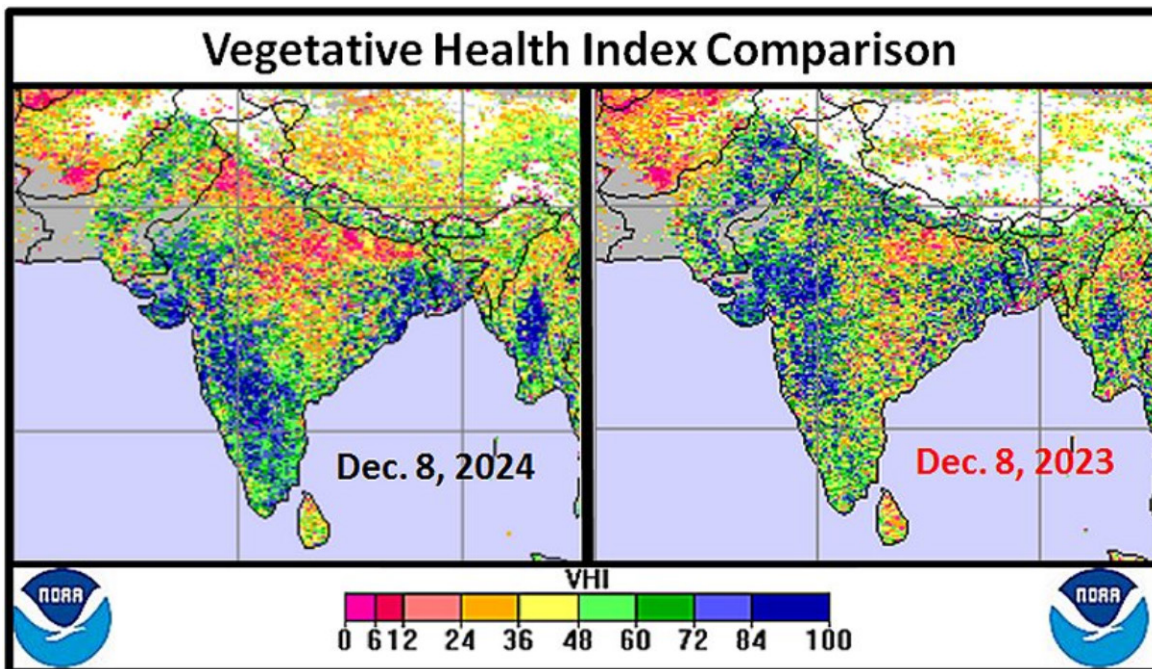 Vegetative Health Index Comparison
Dec. 8, 2024
Dec. 8, 2023
VHI
0 6 12 24 36 48 60 72 84 100
NOAA
NOAA